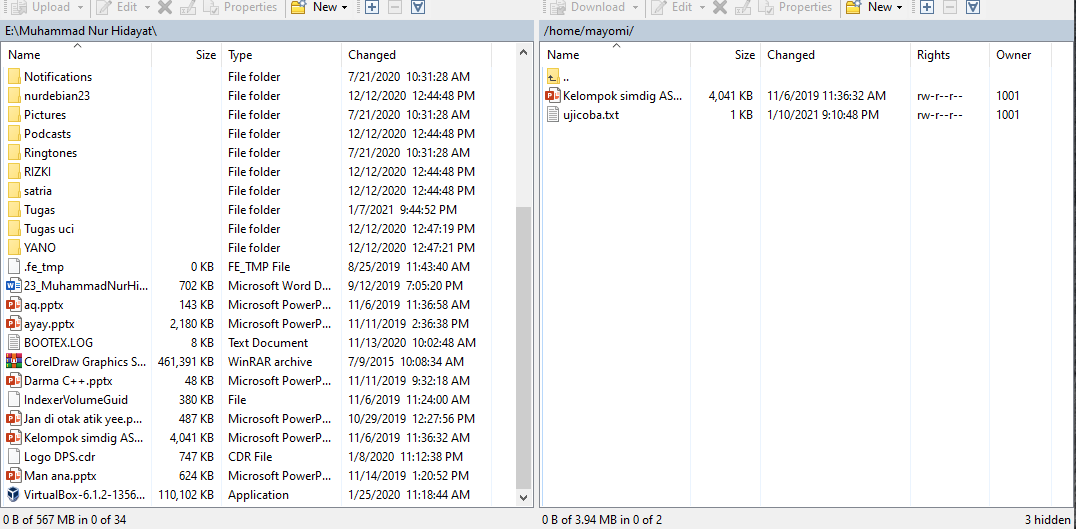 Upload Edit Properties New
E:\Muhammad Nur Hidayat\
Name Size Type Changed
Notifications File folder 7/21/2020 10:31:28 AM
nurdebian23 File folder 12/12/2020 12:44:48 PM
Pictures File folder 7/21/2020 10:31:28 AM
Podcasts File folder 12/12/2020 12:44:48 PM
Ringtones File folder 7/21/2020 10:31:28 AM
RIZKI File folder 12/12/2020 12:44:48 PM
satria File folder 12/12/2020 12:44:48 PM
Tugas File folder 1/7/2021 9:44:52 PM
Tugas uci File folder 12/12/2020 12:47:19 PM
YANO File folder 12/12/2020 12:47:21 PM
.fe_tmp 0 KB FE_TMP File 8/25/2019 11:43:40 AM
23_MuhammadNurHi... 702 KB Microsoft Word D... 9/12/2019 7:05:20 PM
aq.pptx 143 KB Microsoft PowerP... 11/6/2019 11:36:58 AM
ayay.pptx 2,180 KB Microsoft PowerP... 11/11/2019 2:36:38 PM
BOOTEX.LOG 8 KB Text Document 11/13/2020 10:02:48 AM
CorelDraw Graphics S... 461,391 KB WinRAR archive 7/9/2015 10:08:34 AM
Darma C++.pptx 48 KB Microsoft PowerP... 11/11/2019 9:32:18 AM
IndexerVolumeGuid 380 KB File 11/6/2019 11:24:00 AM
Jan di otak atik yee.p... 487 KB Microsoft PowerP... 10/29/2019 12:27:56 PM
Kelompok simdig AS... 4,041 KB Microsoft PowerP... 11/6/2019 11:36:32 AM
Logo DPS.cdr 747 KB CDR File 1/8/2020 11:12:38 PM
Man ana.pptx 624 KB Microsoft PowerP... 11/14/2019 1:20:52 PM
VirtualBox-6.1.2-1356... 110,102 KB Application 1/25/2020 11:18:44 AM
0 B of 567 MB in 0 of 34
Download Edit Properties New
/home/mayomi/
Name Size Changed Rights Owner
..
Kelompok simdig AS... 4,041 KB 11/6/2019 11:36:32 AM rw-r--r-- 1001
ujicoba.txt 1 KB 1/10/2021 9:10:48 PM rw-r--r-- 1001
0 B of 3.94 MB in 0 of 2
3 hidden